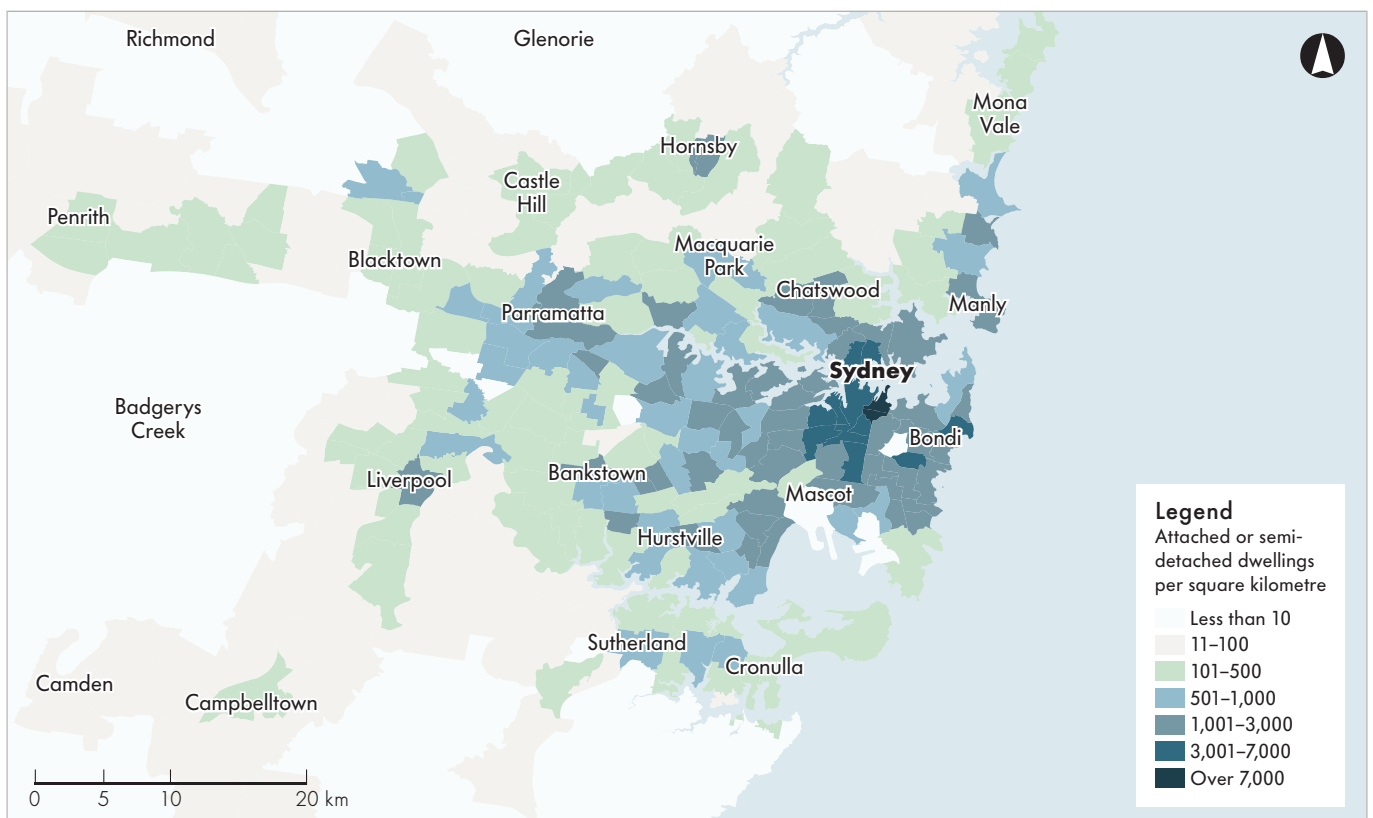 Richmond
Glenorie
Mona
Vale
Hornsby
Castle
Hill
Penrith
Macquarie
Park
Blacktown
Chatswood
Manly
Parramatta
Sydney
Badgerys
Creek
Bondi
Bankstown
Liverpool
Mascot
Hurstville
Sutherland
Cronulla
Camden
Campbelltown
Legend
Attached or semi-
detached dwellings
per square kilometre
Less than 10
11–100
101–500
501–1,000
1,001–3,000
3,001–7,000
Over 7,000
0 5 10 20 km